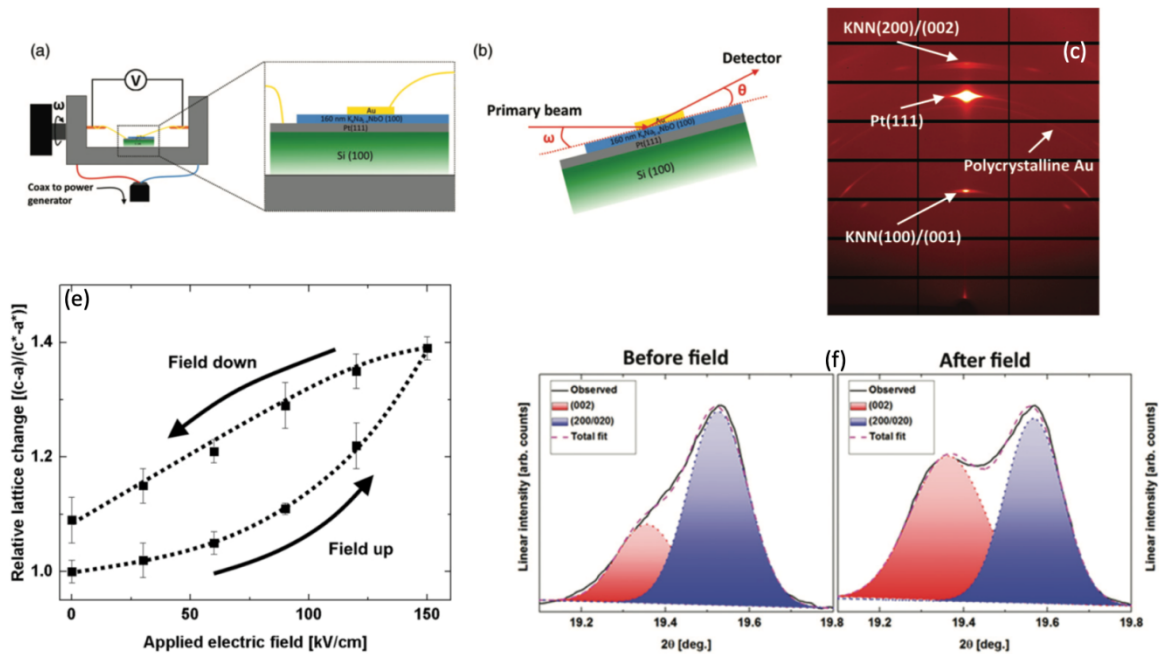 (a)
V
ω
Coax to power
generator
Au
160 nm KₓNa₁₋ₓNbO (100)
Pt(111)
Si (100)
(b)
Detector
Primary beam
θ
ω
Au
160 nm KₓNa₁₋ₓNbO (100)
Pt(111)
Si (100)
KNN(200)/(002)
(c)
Pt(111)
Polycrystalline Au
KNN(100)/(001)
(e)
Relative lattice change [(c-a)/(c*-a*)]
1.4
1.2
1.0
Field down
Field up
0
50
100
150
Applied electric field [kV/cm]
Before field
(f)
After field
Linear intensity [arb. counts]
Observed
(002)
(200/020)
Total fit
19.2
19.4
19.6
19.8
2θ [deg.]
Observed
(002)
(200/020)
Total fit
19.2
19.4
19.6
19.8
2θ [deg.]
Linear intensity [arb. counts]